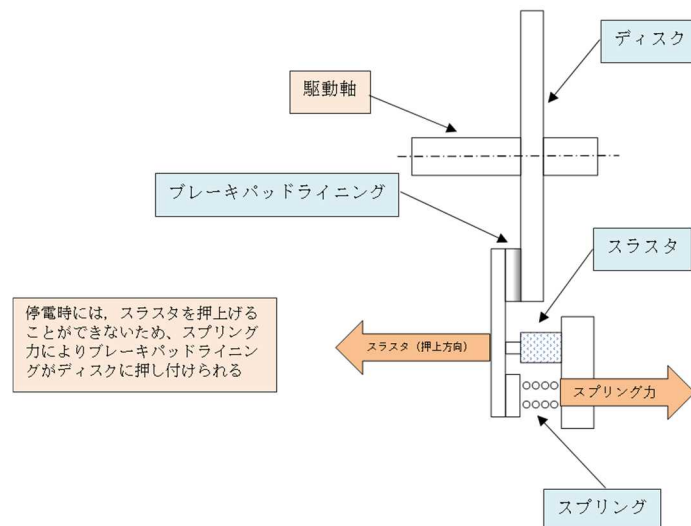 ディスク
駆動軸
ブレーキパッドライニング
スラスタ
停電時には，スラスタを押上げる
ことができないため、スプリング
力によりブレーキパッドライニン
グがディスクに押し付けられる
スラスタ（押上方向）
スプリング力
スプリング